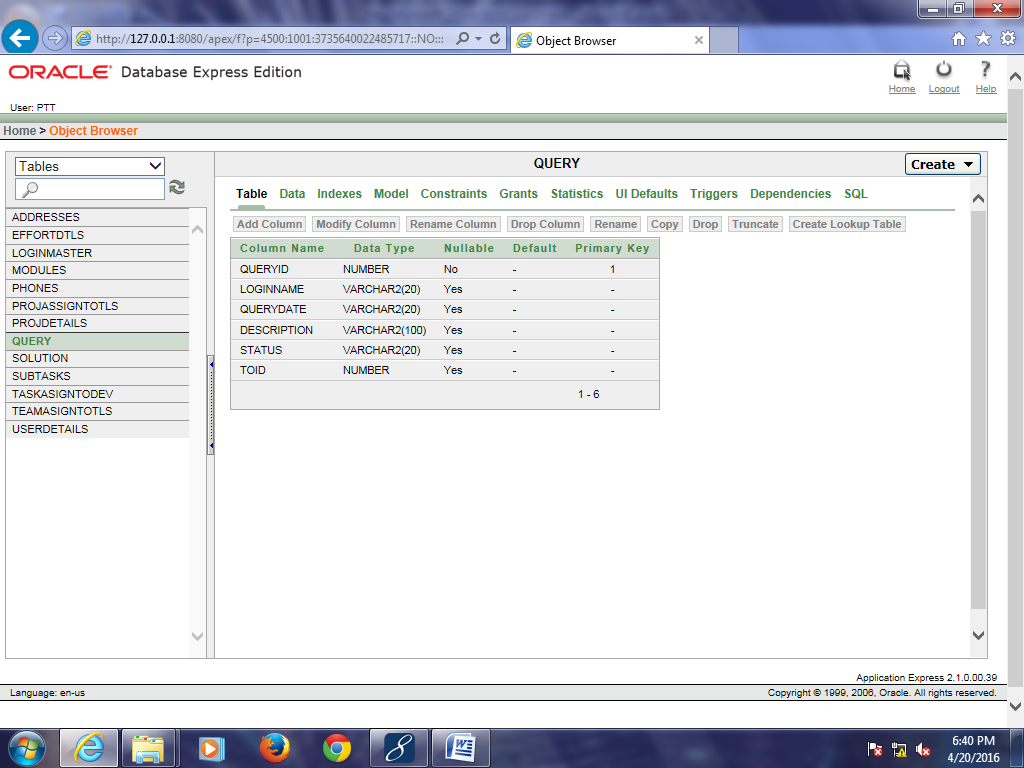 http://127.0.0.1:8080/apex/f?p=4500:1001:3735640022485717::NO:::
Object Browser
ORACLE Database Express Edition
Home Logout Help
User: PTT
Home > Object Browser
Tables
QUERY
Create
Table Data Indexes Model Constraints Grants Statistics UI Defaults Triggers Dependencies SQL
Add Column Modify Column Rename Column Drop Column Rename Copy Drop Truncate Create Lookup Table
ADDRESSES
EFFORTDTLS
LOGINMASTER
MODULES
PHONES
PROJASSIGNTOTLS
PROJDETAILS
QUERY
SOLUTION
SUBTASKS
TASKASIGNTODEV
TEAMASIGNTOTLS
USERDETAILS
Column Name Data Type Nullable Default Primary Key
QUERYID NUMBER No - 1
LOGINNAME VARCHAR2(20) Yes - -
QUERYDATE VARCHAR2(20) Yes - -
DESCRIPTION VARCHAR2(100) Yes - -
STATUS VARCHAR2(20) Yes - -
TOID NUMBER Yes - -
1 - 6
Application Express 2.1.0.00.39
Language: en-us
Copyright © 1999, 2006, Oracle. All rights reserved.
6:40 PM
4/20/2016